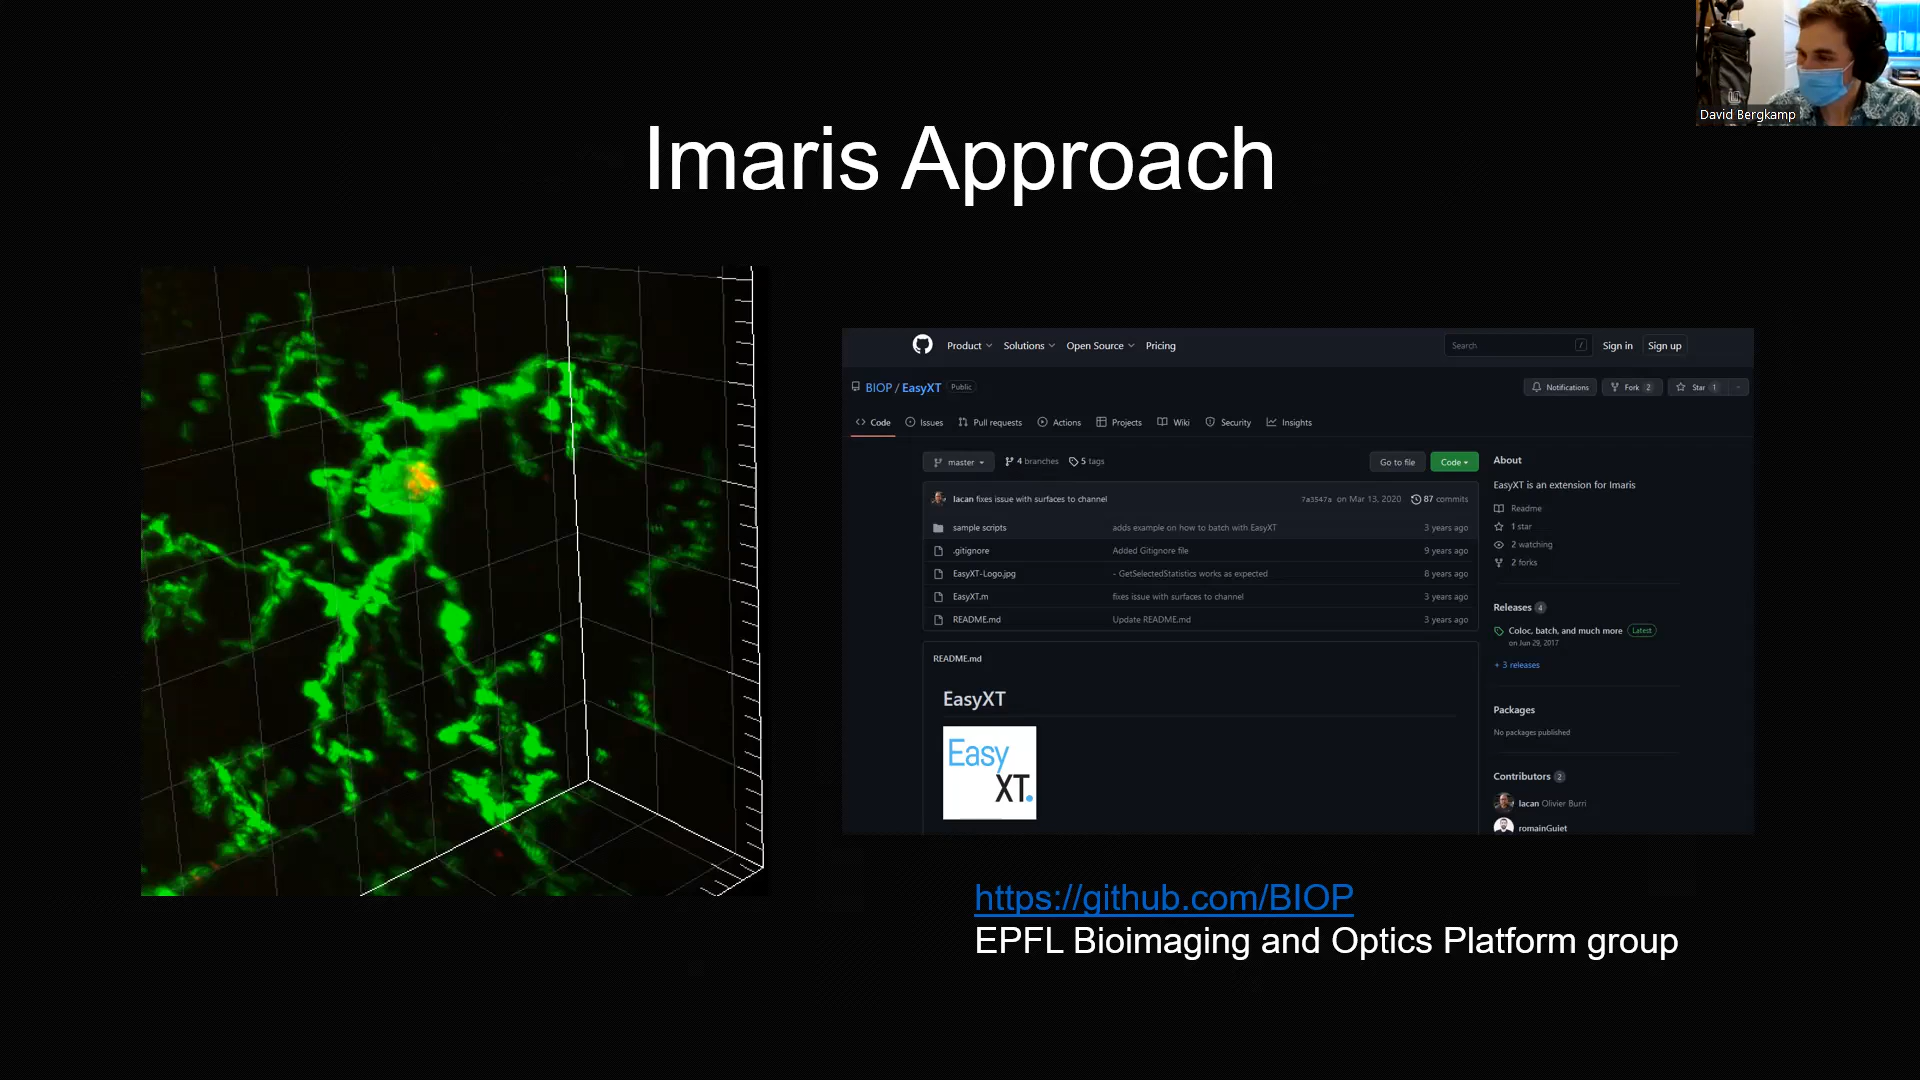 David Bergkamp
Imaris Approach
Product Solutions Open Source Pricing
Search /
Sign in Sign up
BIOP / EasyXT Public
Notifications Fork 2 Star 1
Code Issues Pull requests Actions Projects Wiki Security Insights
master 4 branches 5 tags Go to file Code
lacan fixes issue with surfaces to channel 7a3547a on Mar 13, 2020 87 commits
sample scripts adds example on how to batch with EasyXT 3 years ago
.gitignore Added Gitignore file 9 years ago
EasyXT-Logo.jpg - GetSelectedStatistics works as expected 8 years ago
EasyXT.m fixes issue with surfaces to channel 3 years ago
README.md Update README.md 3 years ago
README.md
EasyXT
Easy
XT.
About
EasyXT is an extension for Imaris
Readme
1 star
2 watching
2 forks
Releases 4
Coloc, batch, and much more Latest
on Jun 29, 2017
+ 3 releases
Packages
No packages published
Contributors 2
lacan Olivier Burri
romainGuiet
https://github.com/BIOP
EPFL Bioimaging and Optics Platform group